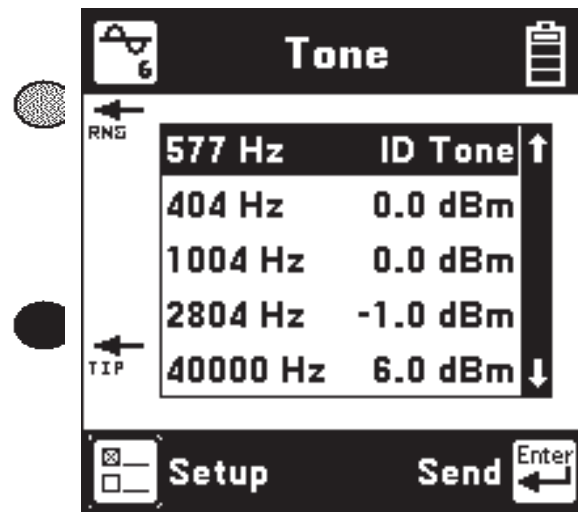 6 Tone
RNG
577 Hz ID Tone
404 Hz 0.0 dBm
1004 Hz 0.0 dBm
2804 Hz -1.0 dBm
TIP
40000 Hz 6.0 dBm
Setup Send Enter